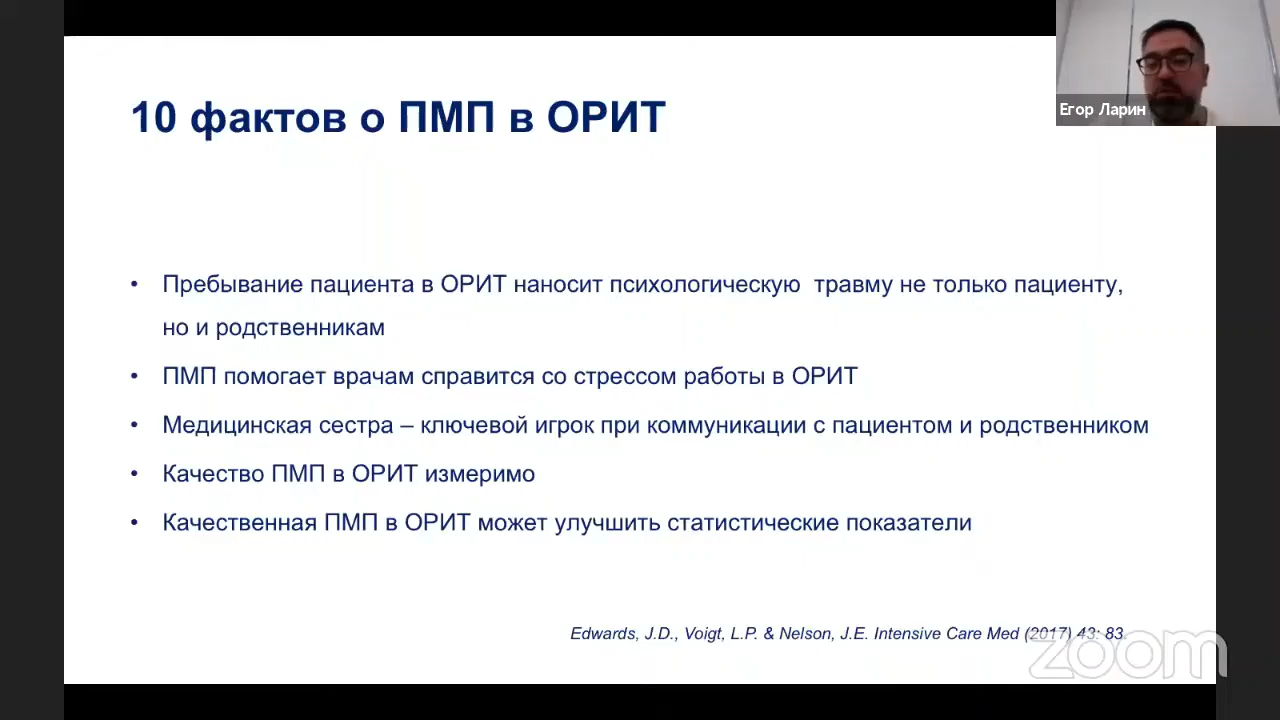 10 фактов о ПМП в ОРИТ
Егор Ларин
• Пребывание пациента в ОРИТ наносит психологическую травму не только пациенту,
но и родственникам
• ПМП помогает врачам справится со стрессом работы в ОРИТ
• Медицинская сестра – ключевой игрок при коммуникации с пациентом и родственником
• Качество ПМП в ОРИТ измеримо
• Качественная ПМП в ОРИТ может улучшить статистические показатели
Edwards, J.D., Voigt, L.P. & Nelson, J.E. Intensive Care Med (2017) 43: 83.
zoom